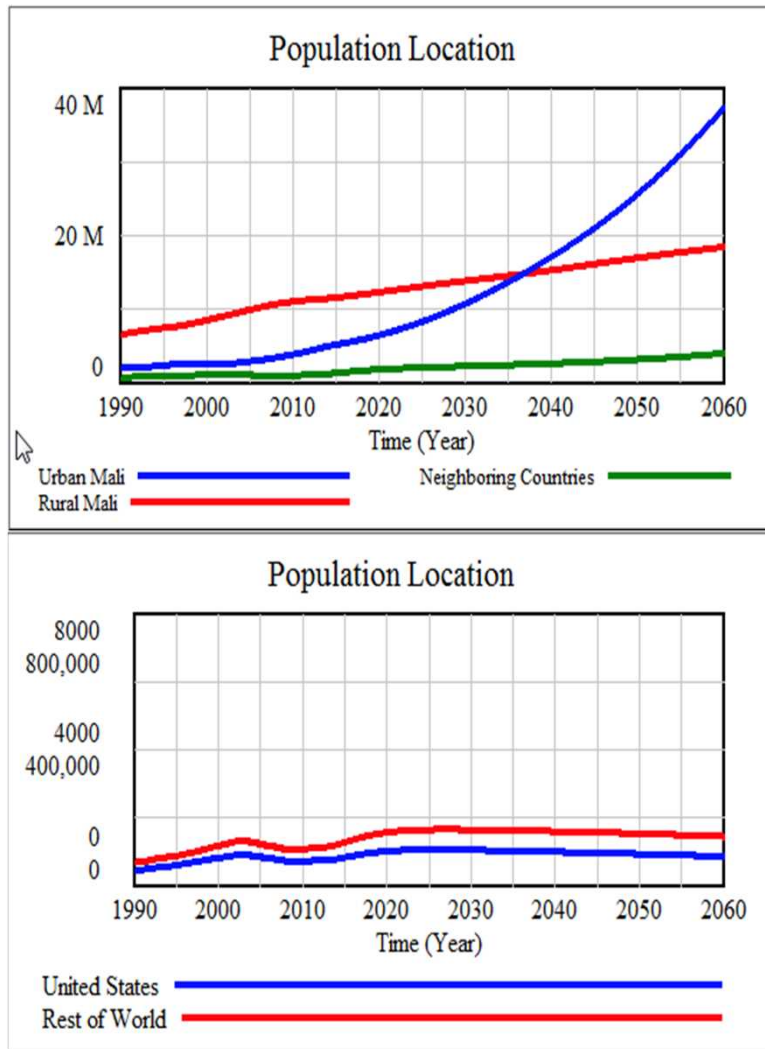 Population Location
40 M
20 M
0
1990 2000 2010 2020 2030 2040 2050 2060
Time (Year)
Urban Mali Neighboring Countries
Rural Mali
Population Location
8000
800,000
4000
400,000
0
0
1990 2000 2010 2020 2030 2040 2050 2060
Time (Year)
United States
Rest of World